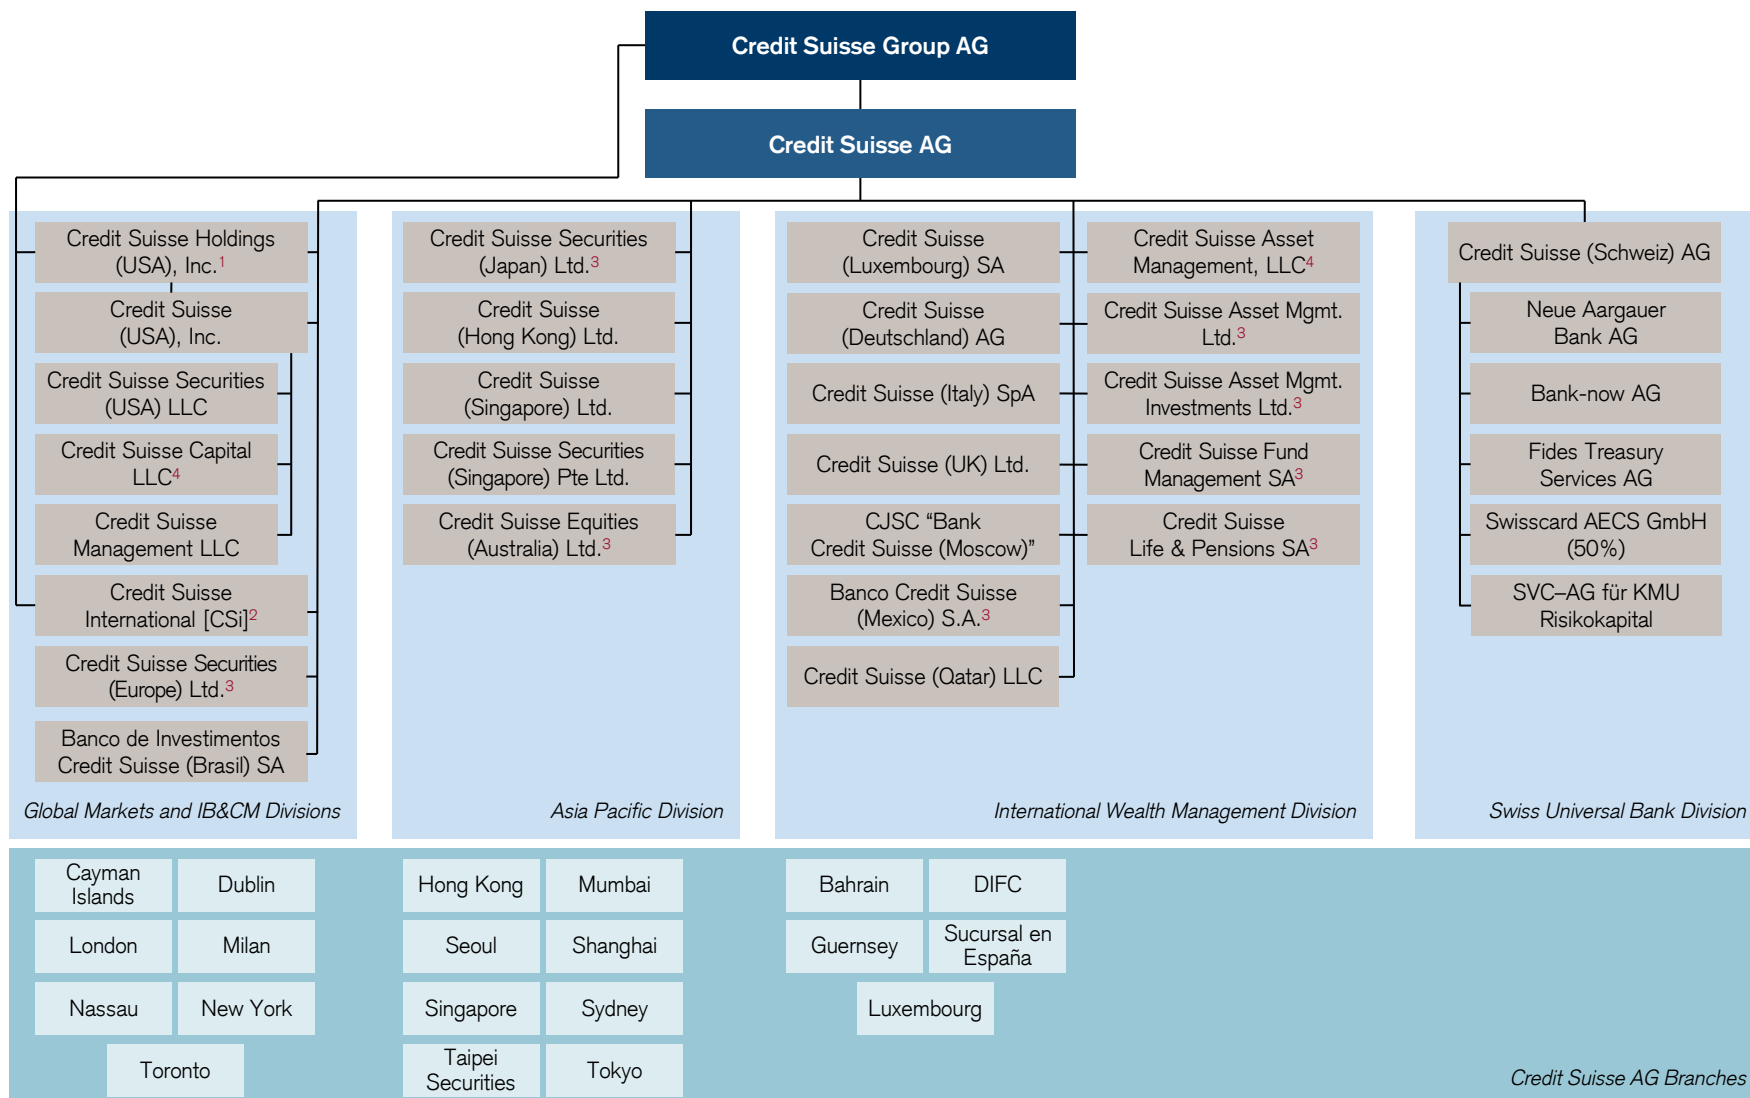 Credit Suisse Group AG
Credit Suisse AG
Credit Suisse Holdings
(USA), Inc.1
Credit Suisse
(USA), Inc.
Credit Suisse Securities
(USA) LLC
Credit Suisse Capital
LLC4
Credit Suisse
Management LLC
Credit Suisse
International [CSi]2
Credit Suisse Securities
(Europe) Ltd.3
Banco de Investimentos
Credit Suisse (Brasil) SA
Global Markets and IB&CM Divisions
Credit Suisse Securities
(Japan) Ltd.3
Credit Suisse
(Hong Kong) Ltd.
Credit Suisse
(Singapore) Ltd.
Credit Suisse Securities
(Singapore) Pte Ltd.
Credit Suisse Equities
(Australia) Ltd.3
Asia Pacific Division
Credit Suisse
(Luxembourg) SA
Credit Suisse
(Deutschland) AG
Credit Suisse (Italy) SpA
Credit Suisse (UK) Ltd.
CJSC “Bank
Credit Suisse (Moscow)”
Banco Credit Suisse
(Mexico) S.A.3
Credit Suisse (Qatar) LLC
Credit Suisse Asset
Management, LLC4
Credit Suisse Asset Mgmt.
Ltd.3
Credit Suisse Asset Mgmt.
Investments Ltd.3
Credit Suisse Fund
Management SA3
Credit Suisse
Life & Pensions SA3
International Wealth Management Division
Credit Suisse (Schweiz) AG
Neue Aargauer
Bank AG
Bank-now AG
Fides Treasury
Services AG
Swisscard AECS GmbH
(50%)
SVC–AG für KMU
Risikokapital
Swiss Universal Bank Division
Cayman
Islands
Dublin
London
Milan
Nassau
New York
Toronto
Hong Kong
Mumbai
Seoul
Shanghai
Singapore
Sydney
Taipei
Securities
Tokyo
Bahrain
DIFC
Guernsey
Sucursal en
España
Luxembourg
Credit Suisse AG Branches